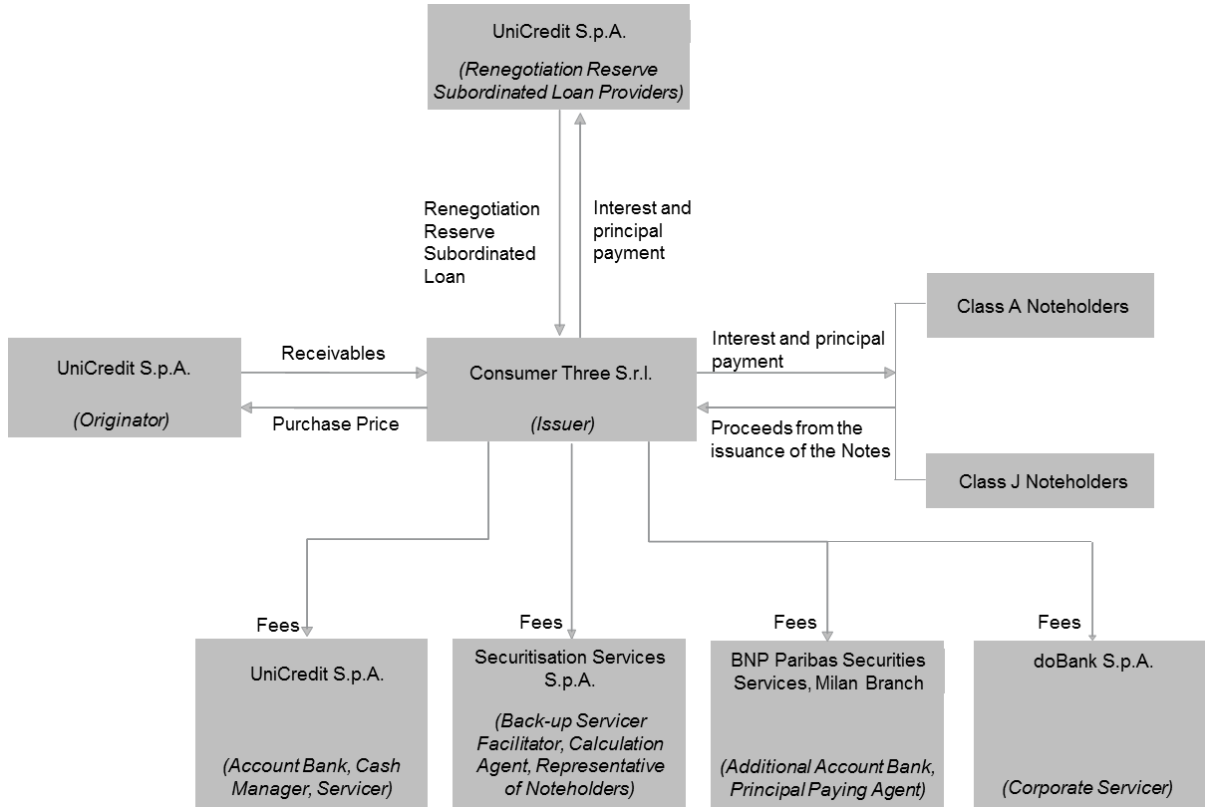 UniCredit S.p.A.
(Renegotiation Reserve
Subordinated Loan Providers)
Renegotiation
Reserve
Subordinated
Loan
Interest and
principal
payment
UniCredit S.p.A.
(Originator)
Receivables
Purchase Price
Consumer Three S.r.l.
(Issuer)
Interest and principal
payment
Proceeds from the
issuance of the Notes
Class A Noteholders
Class J Noteholders
Fees
UniCredit S.p.A.
(Account Bank, Cash
Manager, Servicer)
Fees
Securitisation Services
S.p.A.
(Back-up Servicer
Facilitator, Calculation
Agent, Representative
of Noteholders)
Fees
BNP Paribas Securities
Services, Milan Branch
(Additional Account Bank,
Principal Paying Agent)
Fees
doBank S.p.A.
(Corporate Servicer)